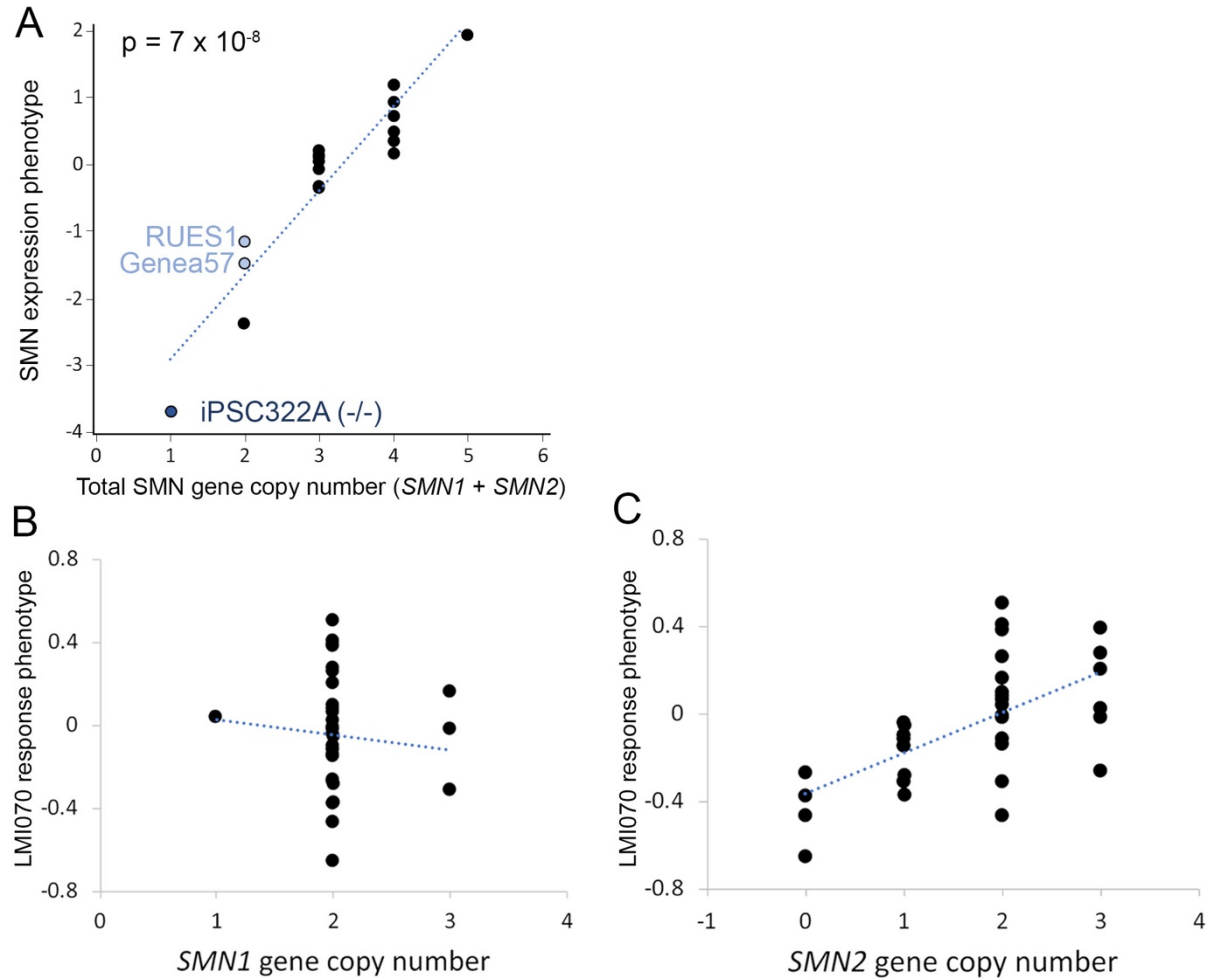 A
p = 7 x 10⁻⁸
SMN expression phenotype
2
1
0
-1
-2
-3
-4
RUES1
Genea57
iPSC322A (-/-)
0 1 2 3 4 5 6
Total SMN gene copy number (SMN1 + SMN2)
B
LMI070 response phenotype
0.8
0.4
0
-0.4
-0.8
0 1 2 3 4
SMN1 gene copy number
C
LMI070 response phenotype
0.8
0.4
0
-0.4
-0.8
-1 0 1 2 3 4
SMN2 gene copy number